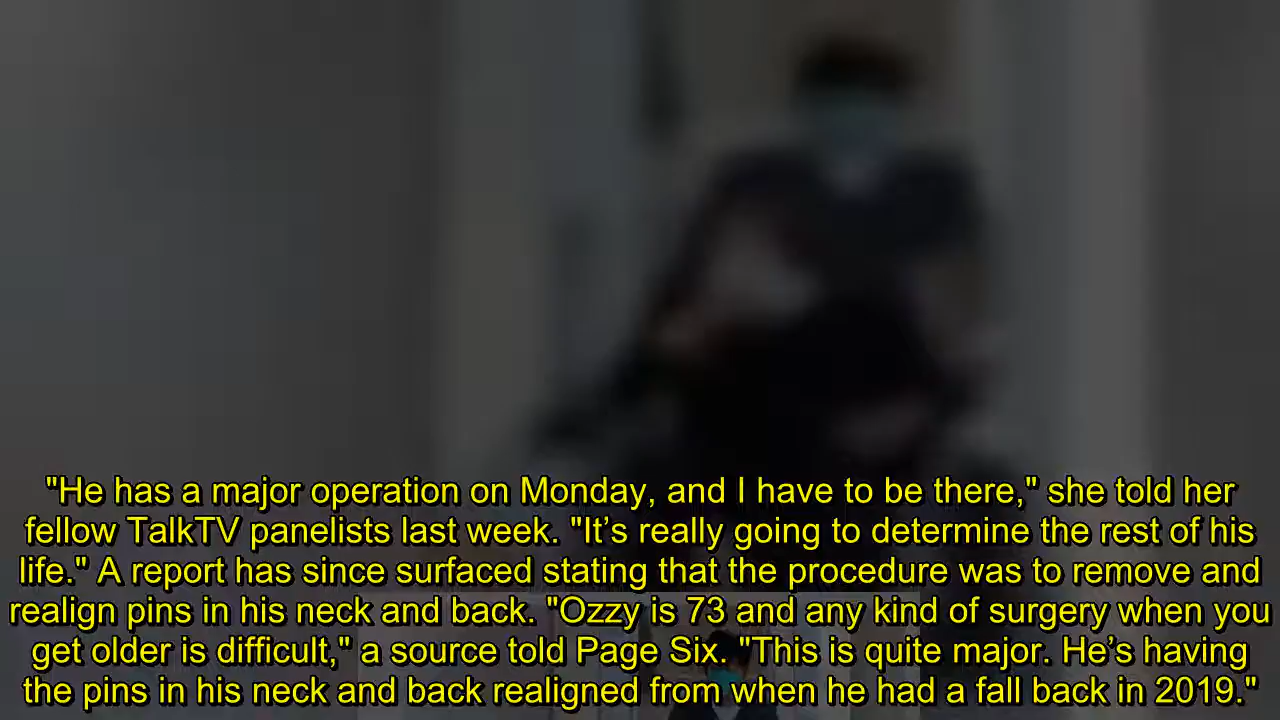 "He has a major operation on Monday, and I have to be there," she told her
fellow TalkTV panelists last week. "It’s really going to determine the rest of his
life." A report has since surfaced stating that the procedure was to remove and
realign pins in his neck and back. "Ozzy is 73 and any kind of surgery when you
get older is difficult," a source told Page Six. "This is quite major. He’s having
the pins in his neck and back realigned from when he had a fall back in 2019."